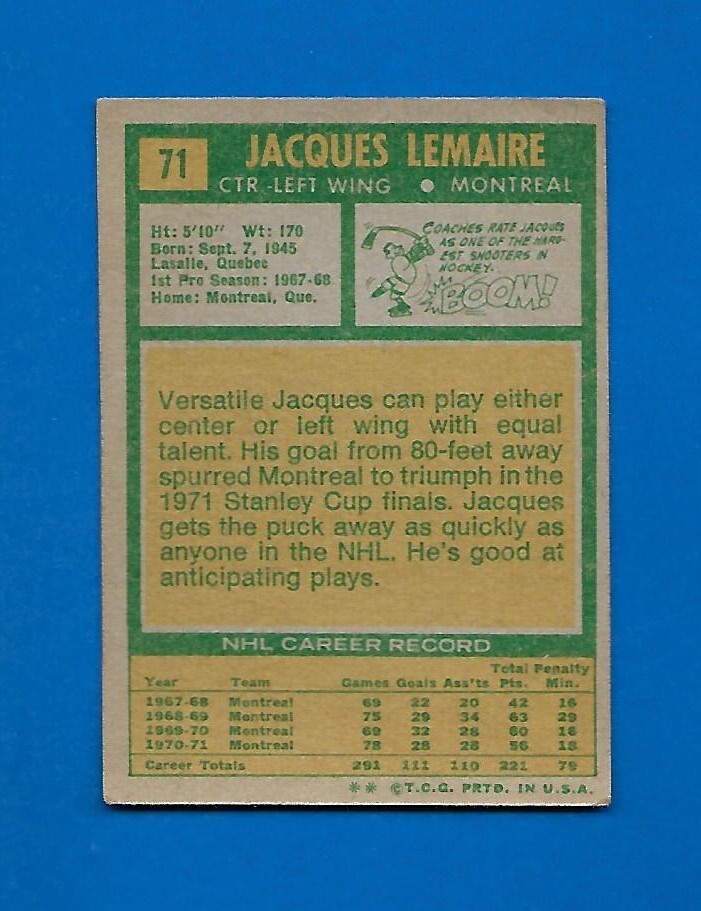 71
JACQUES LEMAIRE
CTR.-LEFT WING ● MONTREAL
Ht: 5'10" Wt: 170
Born: Sept. 7, 1945
Lasalle, Quebec
1st Pro Season: 1967-68
Home: Montreal, Que.
COACHES RATE JACQUES
AS ONE OF THE HARD-
EST SHOOTERS IN
HOCKEY.
BOOM!
Versatile Jacques can play either
center or left wing with equal
talent. His goal from 80-feet away
spurred Montreal to triumph in the
1971 Stanley Cup finals. Jacques
gets the puck away as quickly as
anyone in the NHL. He's good at
anticipating plays.
NHL CAREER RECORD
Total Penalty
Year Team Games Goals Ass'ts Pts. Min.
1967-68 Montreal 69 22 20 42 16
1968-69 Montreal 75 29 34 63 29
1969-70 Montreal 69 32 28 60 16
1970-71 Montreal 78 28 28 56 18
Career Totals 291 111 110 221 79
** ©T.C.G. PRTD. IN U.S.A.